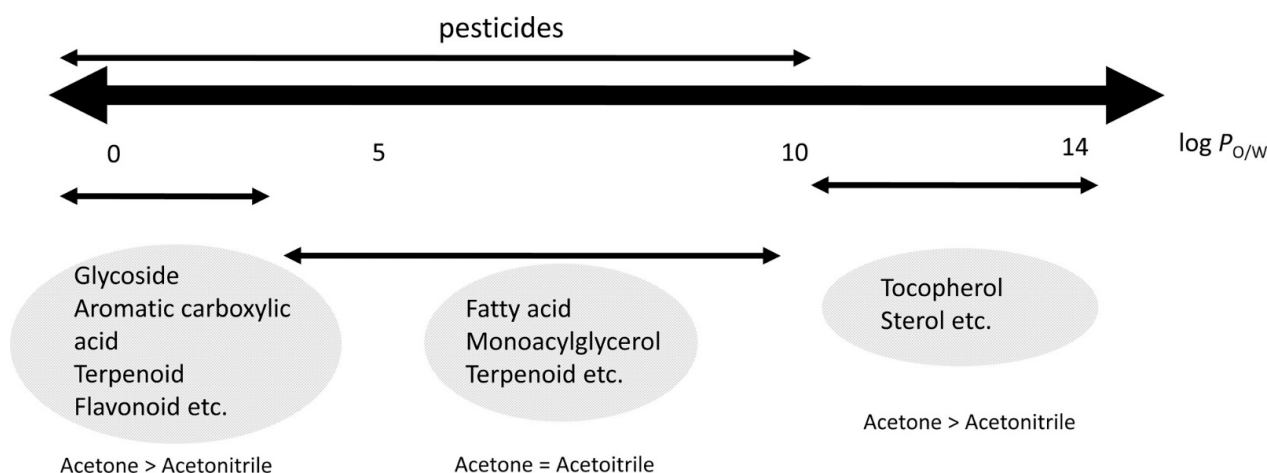 pesticides
0
5
10
14
log P O/W
Glycoside
Aromatic carboxylic
acid
Terpenoid
Flavonoid etc.
Acetone > Acetonitrile
Fatty acid
Monoacylglycerol
Terpenoid etc.
Acetone = Acetoitrile
Tocopherol
Sterol etc.
Acetone > Acetonitrile